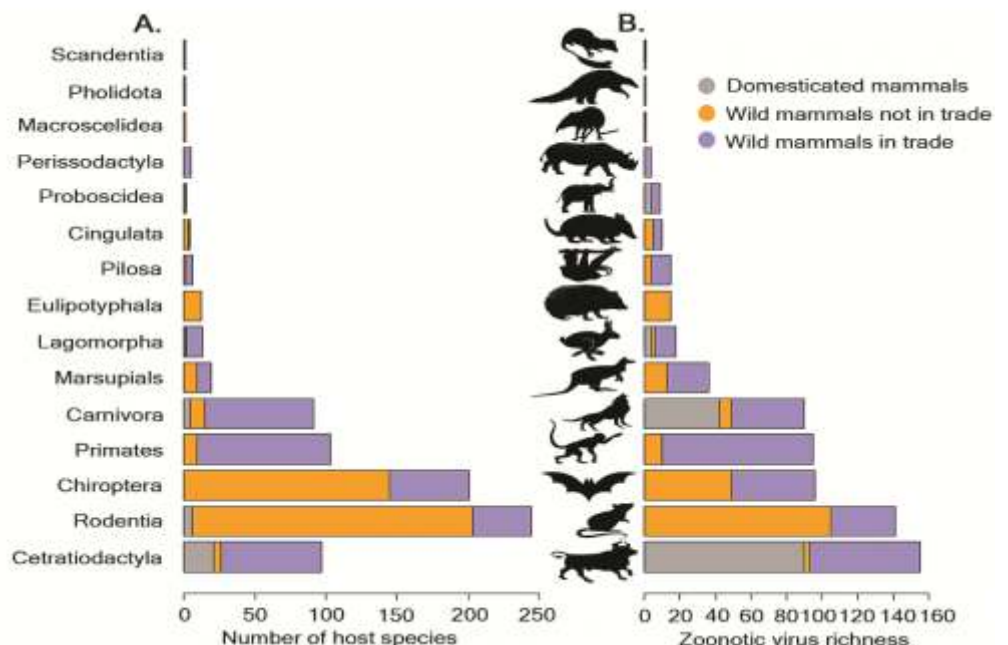 A.
B.
Scandentia
Pholidota
Macroscelidea
Perissodactyla
Proboscidea
Cingulata
Pilosa
Eulipotyphala
Lagomorpha
Marsupials
Carnivora
Primates
Chiroptera
Rodentia
Cetratiodactyla
Domesticated mammals
Wild mammals not in trade
Wild mammals in trade
0 50 100 150 200 250
0 20 40 60 80 100 120 140 160
Number of host species
Zoonotic virus richness